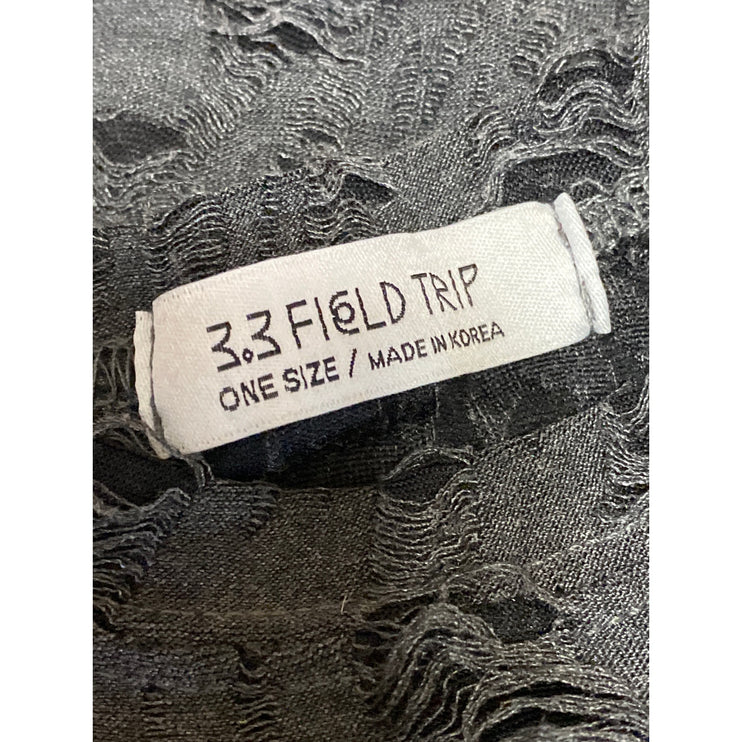 3.3 FIELD TRIP
ONE SIZE / MADE IN KOREA